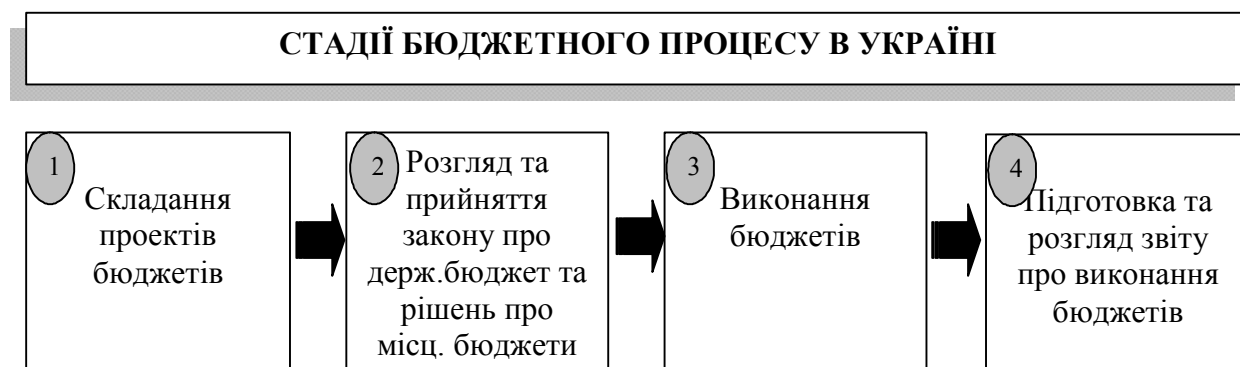 СТАДІЇ БЮДЖЕТНОГО ПРОЦЕСУ В УКРАЇНІ
1
Складання
проектів
бюджетів
2
Розгляд та
прийняття
закону про
держ.бюджет та
рішень про
місц. бюджети
3
Виконання
бюджетів
4
Підготовка та
розгляд звіту
про виконання
бюджетів